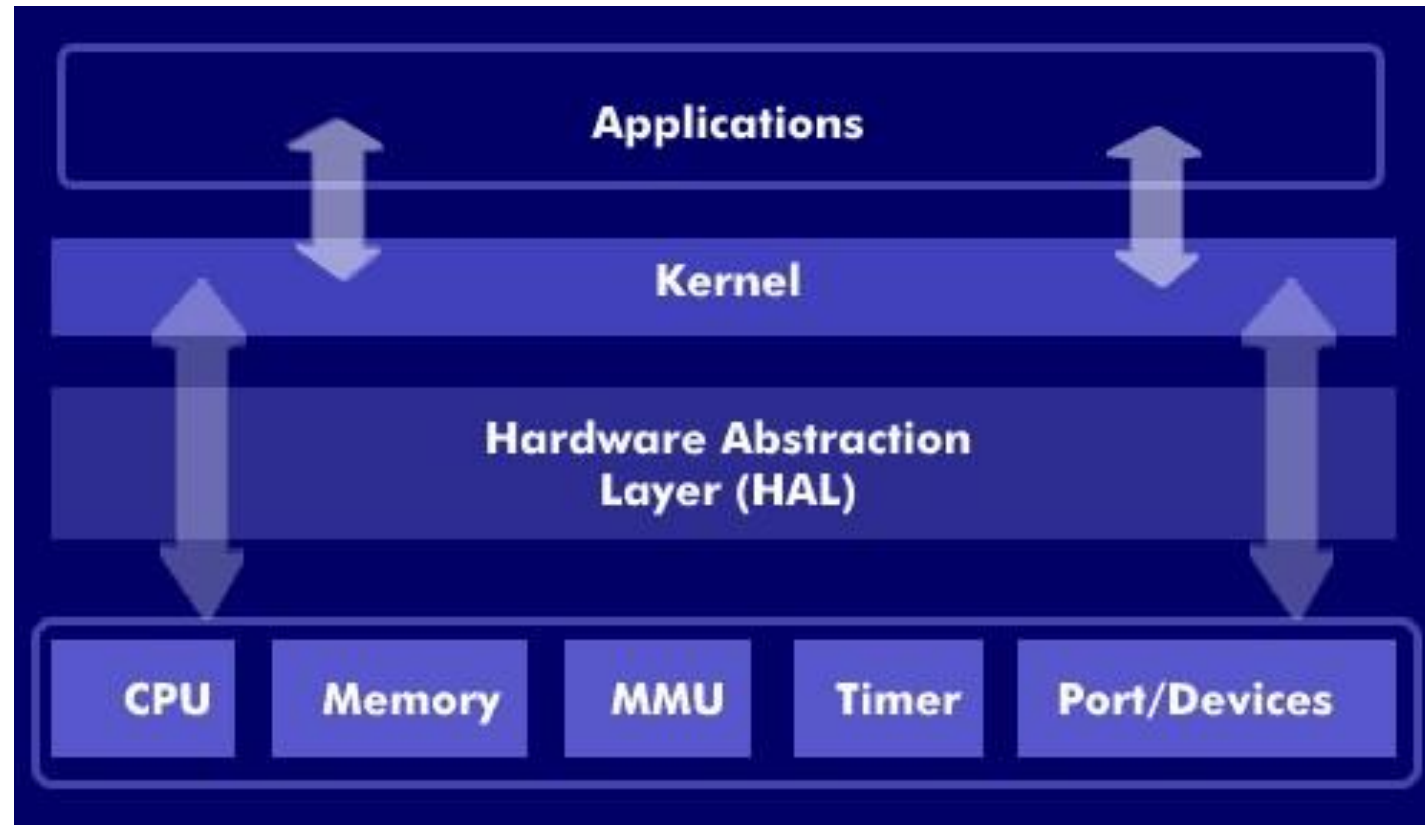 Applications
Kernel
Hardware Abstraction
Layer (HAL)
CPU Memory MMU Timer Port/Devices